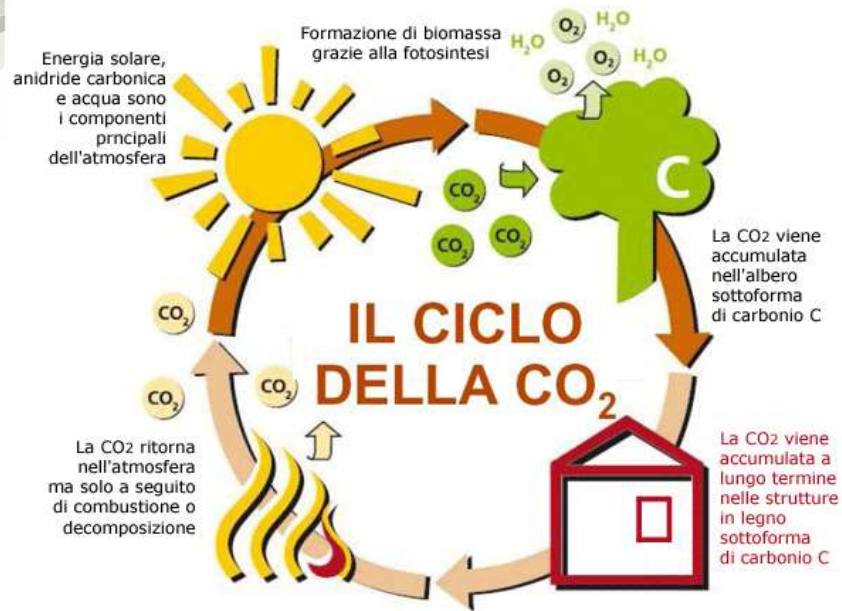 Energia solare,
anidride carbonica
e acqua sono
i componenti
prncipali
dell'atmosfera
Formazione di biomassa
grazie alla fotosintesi
H₂O
O₂
H₂O
O₂
H₂O
O₂
C
CO₂
CO₂
CO₂
La CO2 viene
accumulata
nell'albero
sottoforma
di carbonio C
IL CICLO
DELLA CO₂
CO₂
CO₂
CO₂
La CO2 ritorna
nell'atmosfera
ma solo a seguito
di combustione o
decomposizione
La CO2 viene
accumulata a
lungo termine
nelle strutture
in legno
sottoforma
di carbonio C